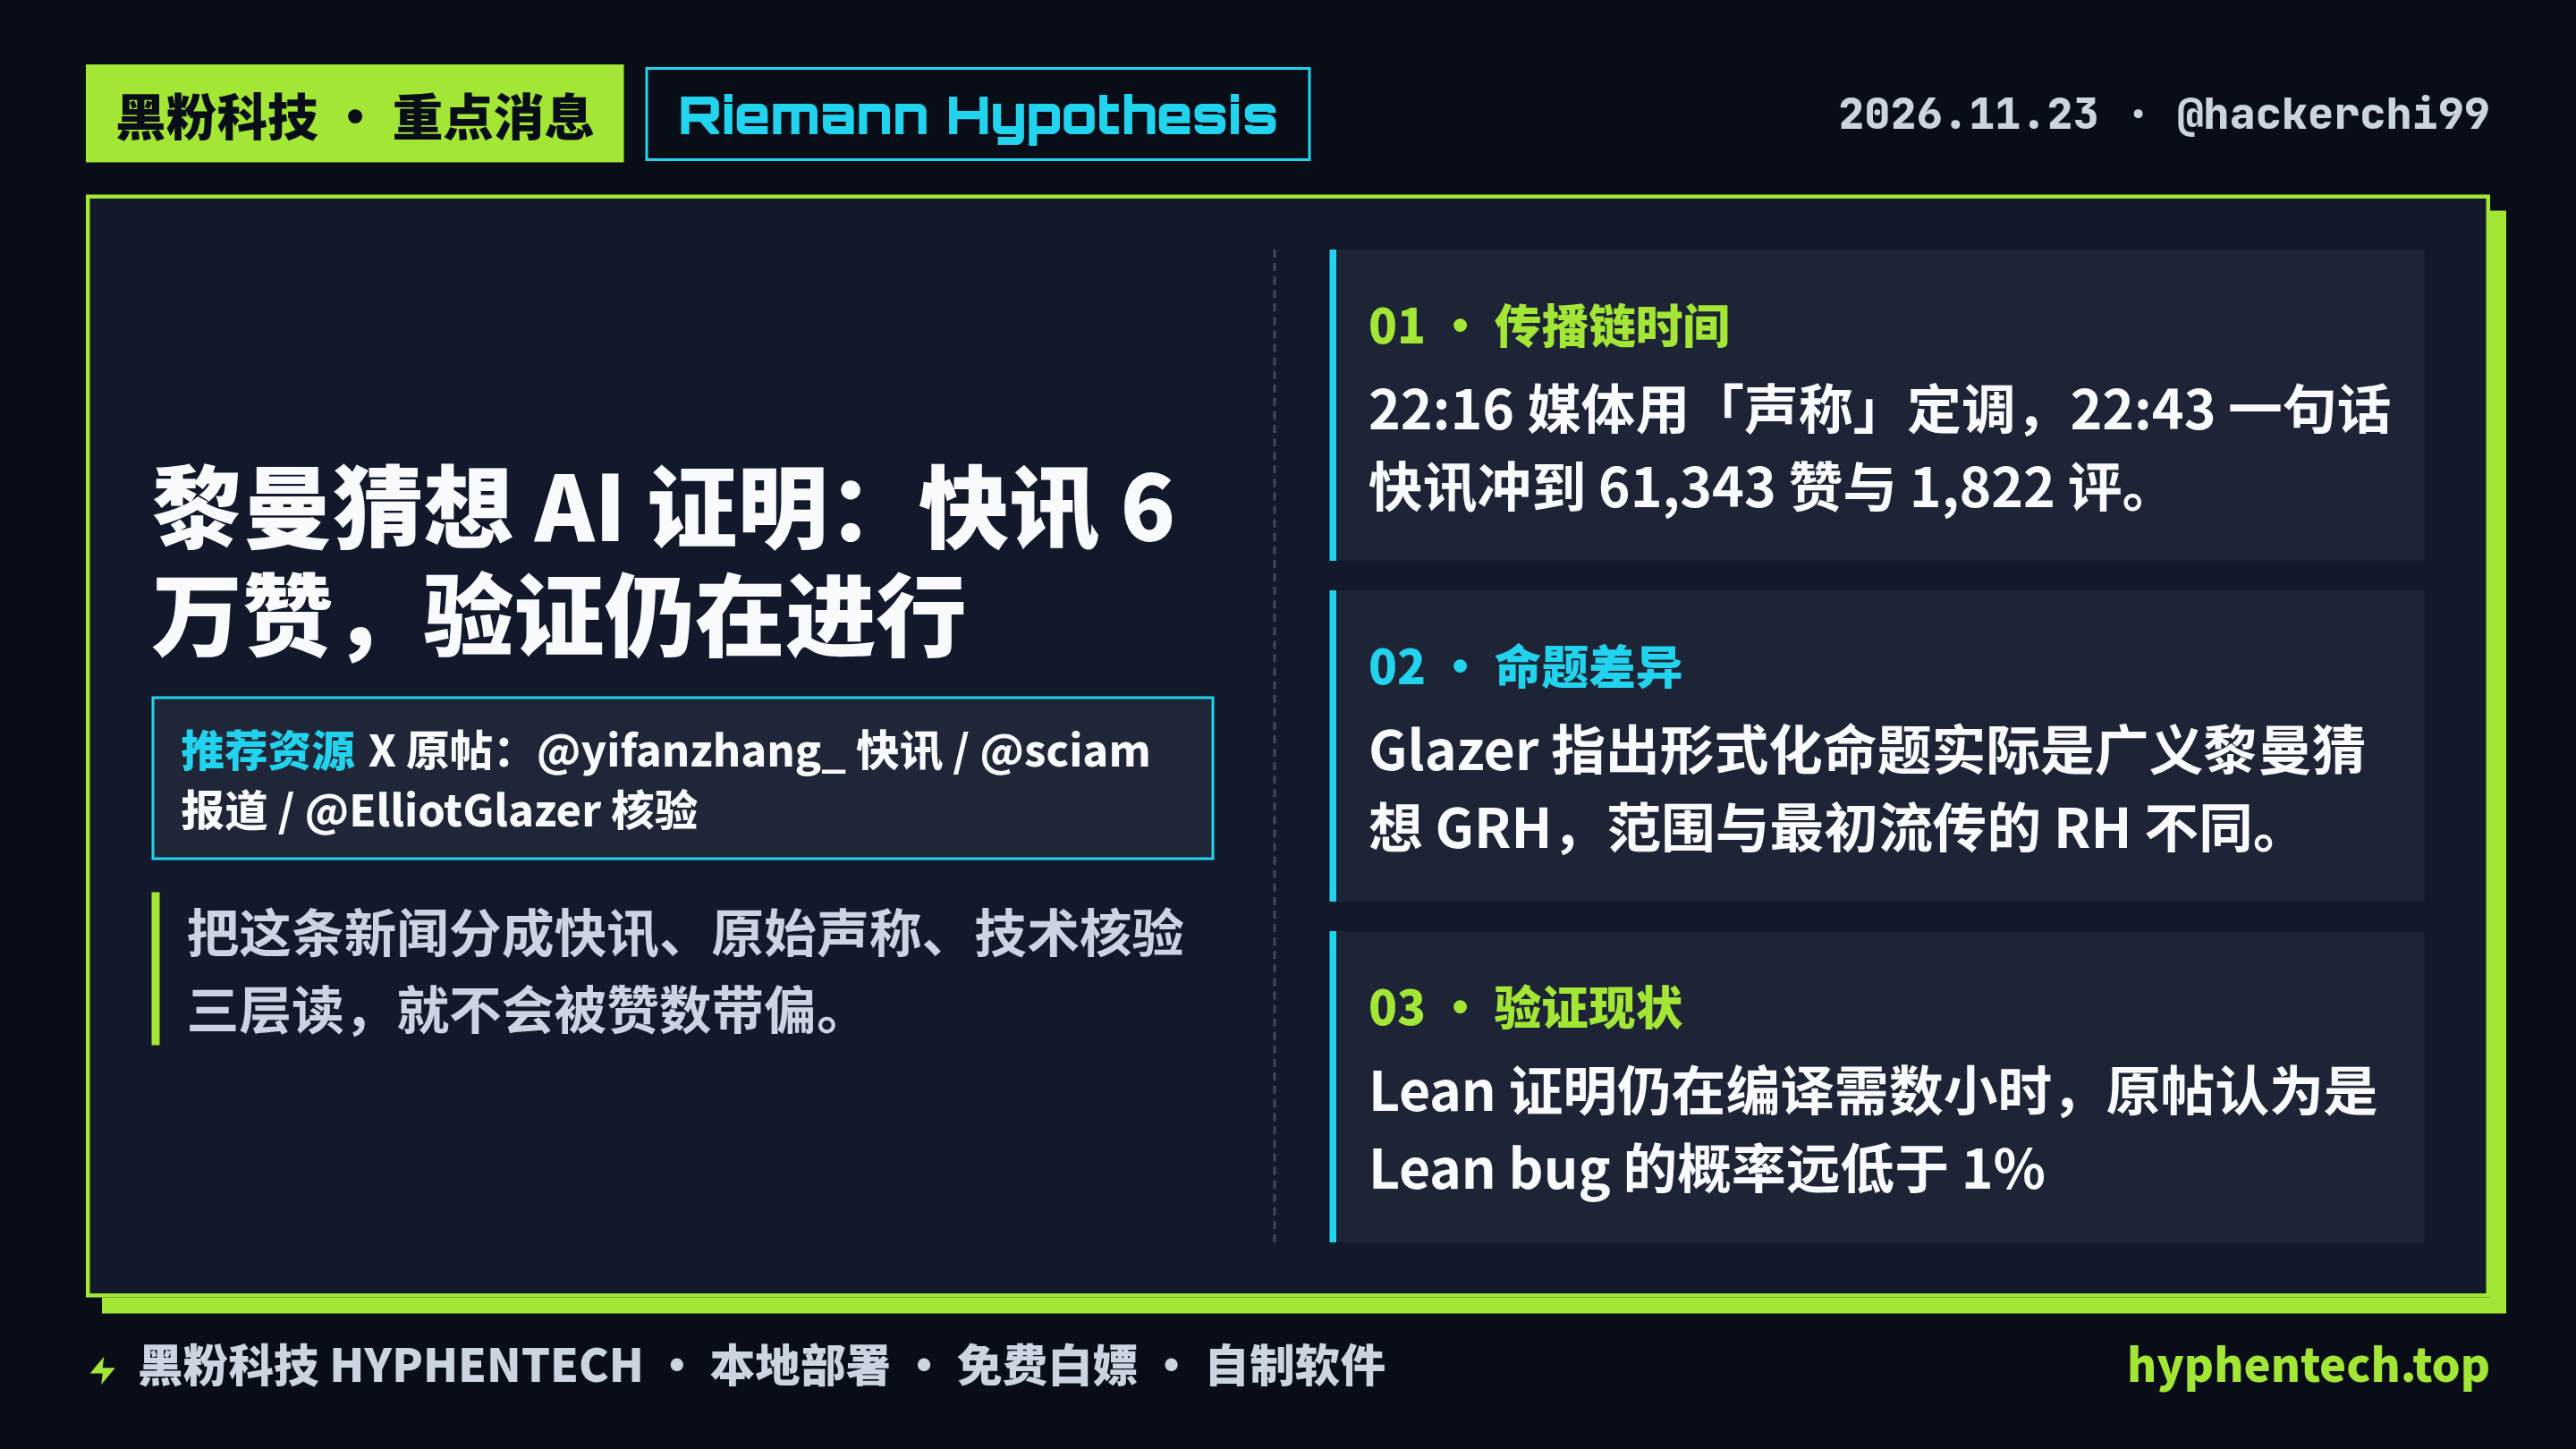 黑粉科技 · 重点消息
Riemann Hypothesis
2026.11.23 · @hackerchi99
黎曼猜想 AI 证明：快讯 6
万赞，验证仍在进行
推荐资源 X 原帖：@yifanzhang_ 快讯 / @sciam
报道 / @ElliotGlazer 核验
把这条新闻分成快讯、原始声称、技术核验
三层读，就不会被赞数带偏。
01 · 传播链时间
22:16 媒体用「声称」定调，22:43 一句话
快讯冲到 61,343 赞与 1,822 评。
02 · 命题差异
Glazer 指出形式化命题实际是广义黎曼猜
想 GRH，范围与最初流传的 RH 不同。
03 · 验证现状
Lean 证明仍在编译需数小时，原帖认为是
Lean bug 的概率远低于 1%
黑粉科技 HYPHENTECH · 本地部署 · 免费白嫖 · 自制软件
hyphentech.top